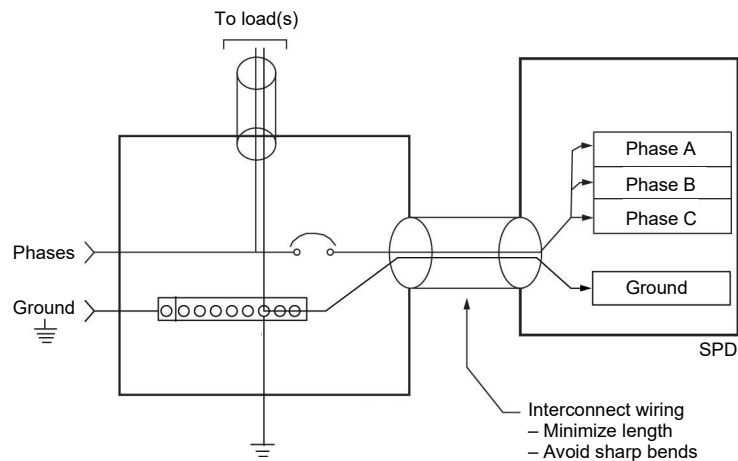 To load(s)
Phases
Ground
Phase A
Phase B
Phase C
Ground
SPD
Interconnect wiring
– Minimize length
– Avoid sharp bends